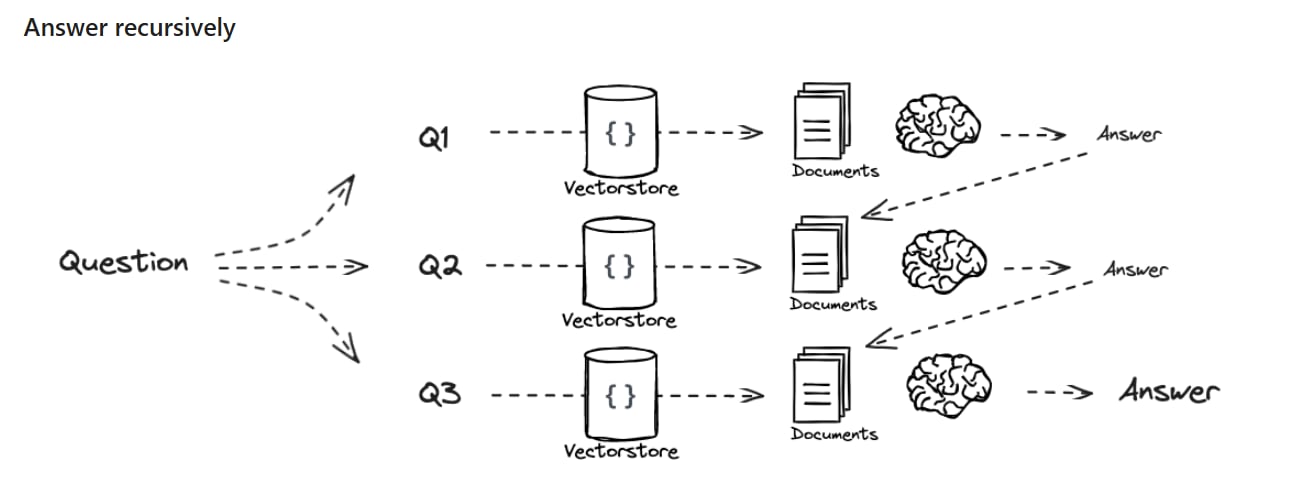 Answer recursively
Q1
{}
Vectorstore
Documents
Answer
Question
Q2
{}
Vectorstore
Documents
Answer
Q3
{}
Vectorstore
Documents
Answer